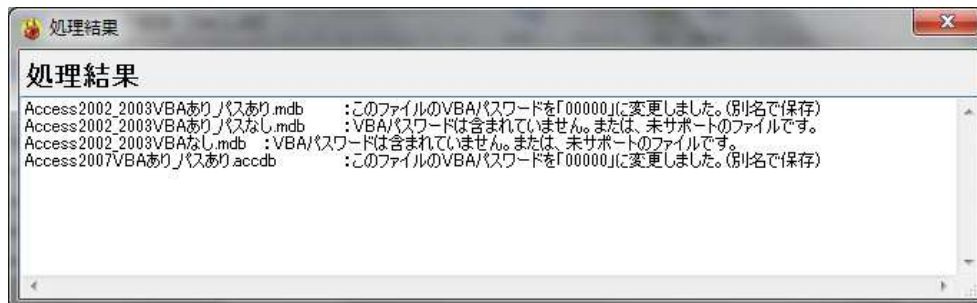 処理結果
処理結果
Access2002_2003VBAあり_パスあり.mdb :このファイルのVBAパスワードを「00000」に変更しました。(別名で保存)
Access2002_2003VBAあり_パスなし.mdb :VBAパスワードは含まれていません。または、未サポートのファイルです。
Access2002_2003VBAなし.mdb :VBAパスワードは含まれていません。または、未サポートのファイルです。
Access2007VBAあり_パスあり.accdb :このファイルのVBAパスワードを「00000」に変更しました。(別名で保存)